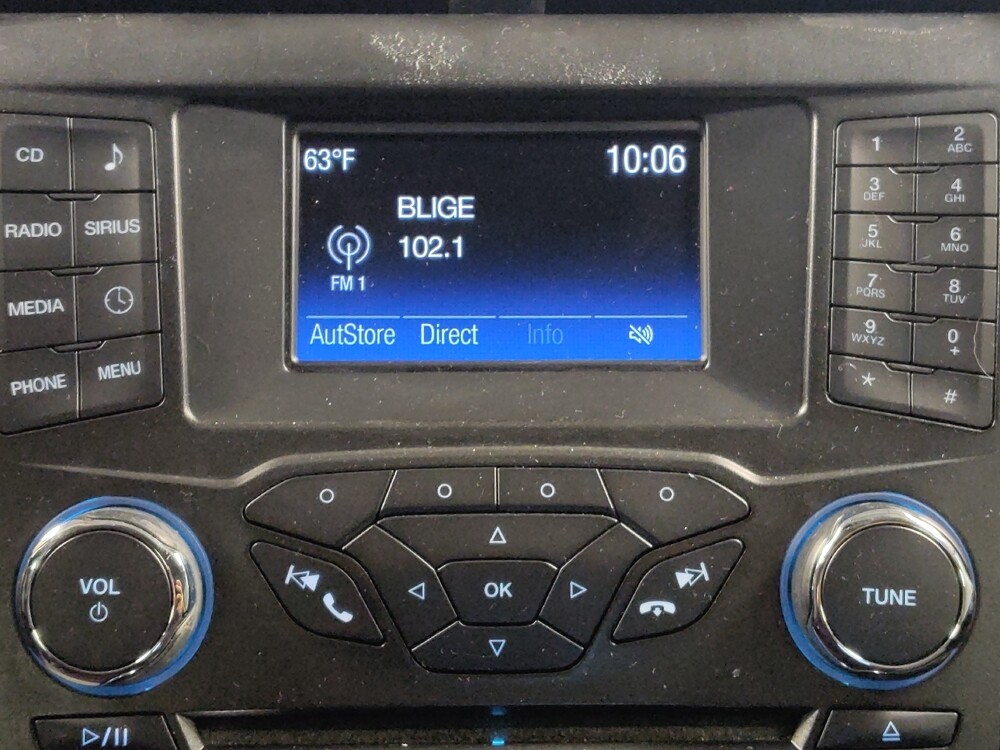 63°F 10:06
BLIGE
102.1
FM 1
AutStore Direct Info
CD
RADIO SIRIUS
MEDIA
PHONE MENU
1 2 ABC
3 DEF 4 GHI
5 JKL 6 MNO
7 PQRS 8 TUV
9 WXYZ 0 +
* #
VOL
OK
TUNE